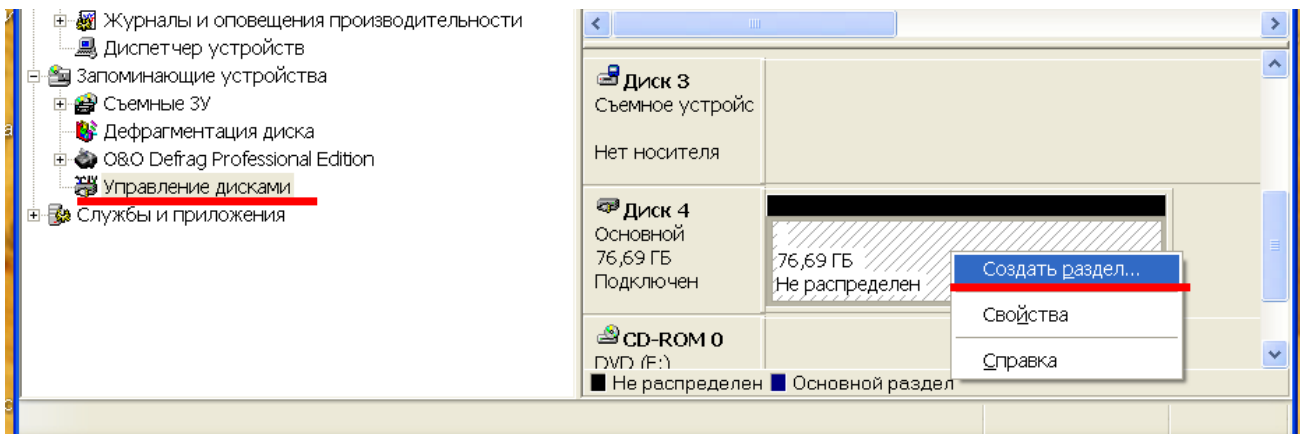 Журналы и оповещения производительности
Диспетчер устройств
Запоминающие устройства
Съемные ЗУ
Дефрагментация диска
O&O Defrag Professional Edition
Управление дисками
Службы и приложения
Диск 3
Съемное устройс
Нет носителя
Диск 4
Основной
76,69 ГБ
Подключен
76,69 ГБ
Не распределен
Создать раздел...
Свойства
Справка
CD-ROM 0
DVD (E:)
Не распределен
Основной раздел